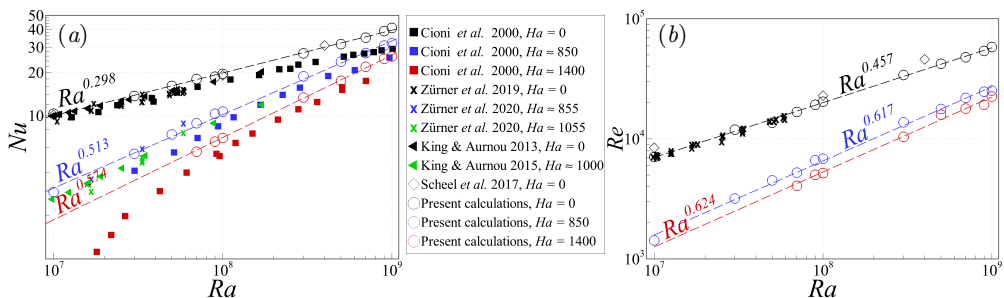 (a)
50
40
30
20
10
Nu
Ra^0.298
Ra^0.513
Ra
10^7
10^8
10^9
Ra
Cioni et al. 2000, Ha = 0
Cioni et al. 2000, Ha ≈ 850
Cioni et al. 2000, Ha ≈ 1400
Zürner et al. 2019, Ha = 0
Zürner et al. 2020, Ha ≈ 855
Zürner et al. 2020, Ha ≈ 1055
King & Aurnou 2013, Ha = 0
King & Aurnou 2015, Ha ≈ 1000
Scheel et al. 2017, Ha = 0
Present calculations, Ha = 0
Present calculations, Ha = 850
Present calculations, Ha = 1400
(b)
10^5
10^4
10^3
Re
Ra^0.457
Ra^0.617
Ra^0.624
10^7
10^8
10^9
Ra